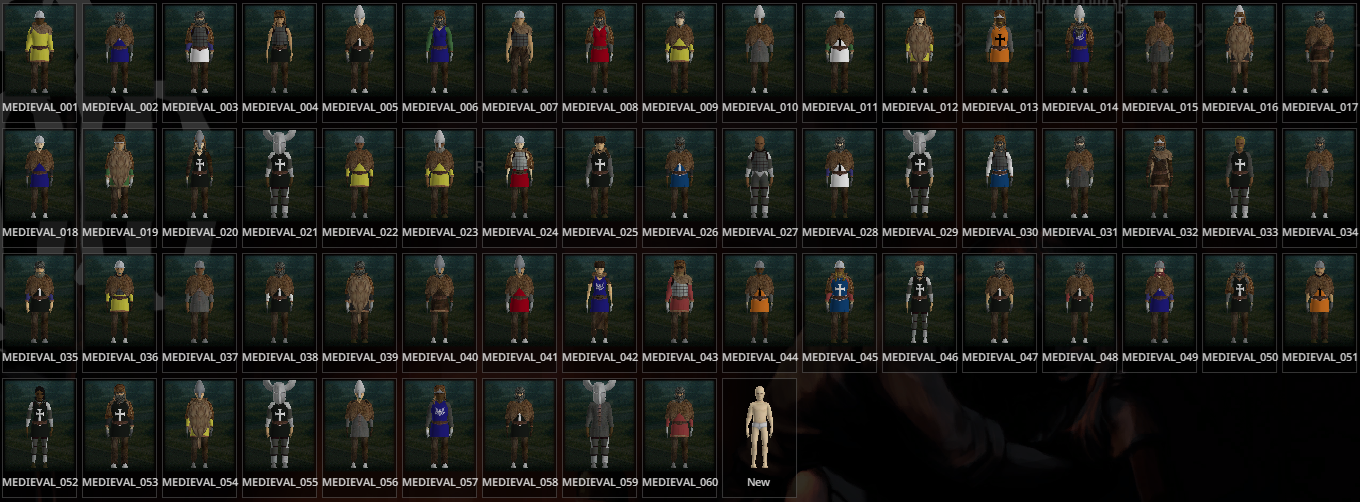 MEDIEVAL_001 MEDIEVAL_002 MEDIEVAL_003 MEDIEVAL_004 MEDIEVAL_005 MEDIEVAL_006 MEDIEVAL_007 MEDIEVAL_008 MEDIEVAL_009 MEDIEVAL_010 MEDIEVAL_011 MEDIEVAL_012 MEDIEVAL_013 MEDIEVAL_014 MEDIEVAL_015 MEDIEVAL_016 MEDIEVAL_017
MEDIEVAL_018 MEDIEVAL_019 MEDIEVAL_020 MEDIEVAL_021 MEDIEVAL_022 MEDIEVAL_023 MEDIEVAL_024 MEDIEVAL_025 MEDIEVAL_026 MEDIEVAL_027 MEDIEVAL_028 MEDIEVAL_029 MEDIEVAL_030 MEDIEVAL_031 MEDIEVAL_032 MEDIEVAL_033 MEDIEVAL_034
MEDIEVAL_035 MEDIEVAL_036 MEDIEVAL_037 MEDIEVAL_038 MEDIEVAL_039 MEDIEVAL_040 MEDIEVAL_041 MEDIEVAL_042 MEDIEVAL_043 MEDIEVAL_044 MEDIEVAL_045 MEDIEVAL_046 MEDIEVAL_047 MEDIEVAL_048 MEDIEVAL_049 MEDIEVAL_050 MEDIEVAL_051
MEDIEVAL_052 MEDIEVAL_053 MEDIEVAL_054 MEDIEVAL_055 MEDIEVAL_056 MEDIEVAL_057 MEDIEVAL_058 MEDIEVAL_059 MEDIEVAL_060 New